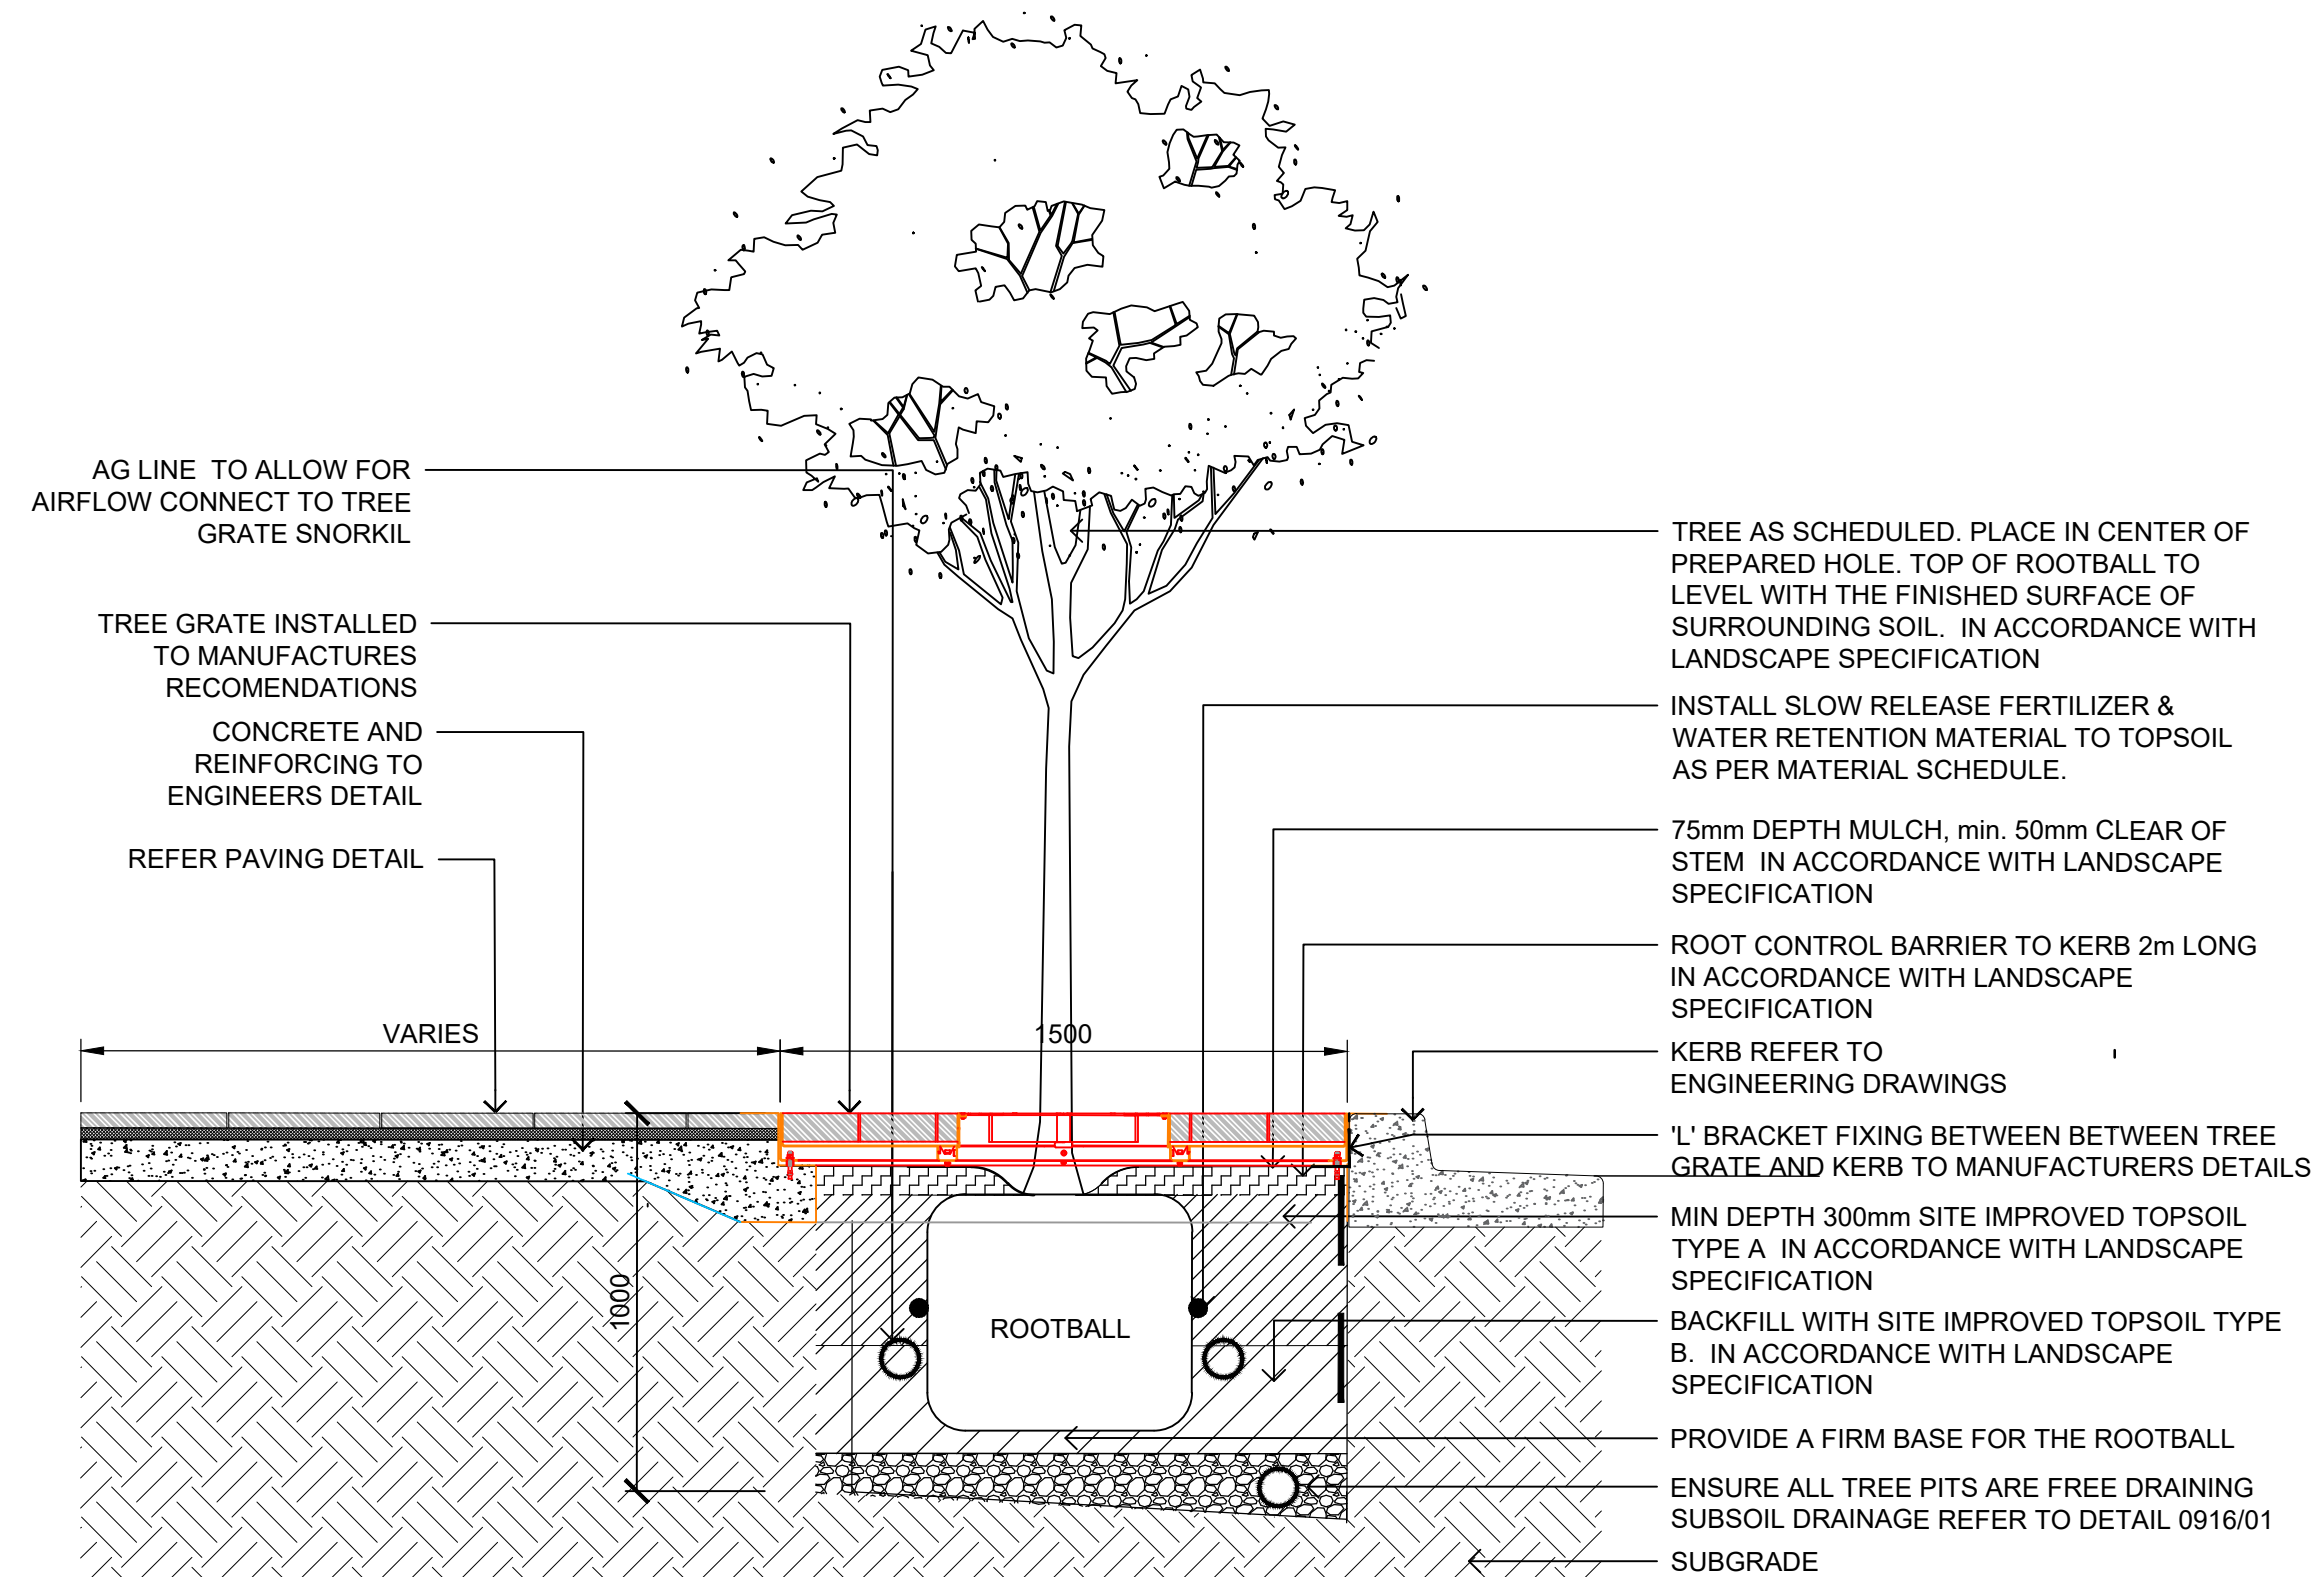 AG LINE  TO ALLOW FOR
AIRFLOW CONNECT TO TREE
GRATE SNORKIL
TREE GRATE INSTALLED
TO MANUFACTURES
RECOMENDATIONS
CONCRETE AND
REINFORCING TO
ENGINEERS DETAIL
REFER PAVING DETAIL
VARIES
1500
1000
ROOTBALL
TREE AS SCHEDULED. PLACE IN CENTER OF
PREPARED HOLE. TOP OF ROOTBALL TO
LEVEL WITH THE FINISHED SURFACE OF
SURROUNDING SOIL.  IN ACCORDANCE WITH
LANDSCAPE SPECIFICATION
INSTALL SLOW RELEASE FERTILIZER &
WATER RETENTION MATERIAL TO TOPSOIL
AS PER MATERIAL SCHEDULE.
75mm DEPTH MULCH, min. 50mm CLEAR OF
STEM  IN ACCORDANCE WITH LANDSCAPE
SPECIFICATION
ROOT CONTROL BARRIER TO KERB 2m LONG
IN ACCORDANCE WITH LANDSCAPE
SPECIFICATION
KERB REFER TO
ENGINEERING DRAWINGS
'L' BRACKET FIXING BETWEEN BETWEEN TREE
GRATE AND KERB TO MANUFACTURERS DETAILS
MIN DEPTH 300mm SITE IMPROVED TOPSOIL
TYPE A  IN ACCORDANCE WITH LANDSCAPE
SPECIFICATION
BACKFILL WITH SITE IMPROVED TOPSOIL TYPE
B.  IN ACCORDANCE WITH LANDSCAPE
SPECIFICATION
PROVIDE A FIRM BASE FOR THE ROOTBALL
ENSURE ALL TREE PITS ARE FREE DRAINING
SUBSOIL DRAINAGE REFER TO DETAIL 0916/01
SUBGRADE